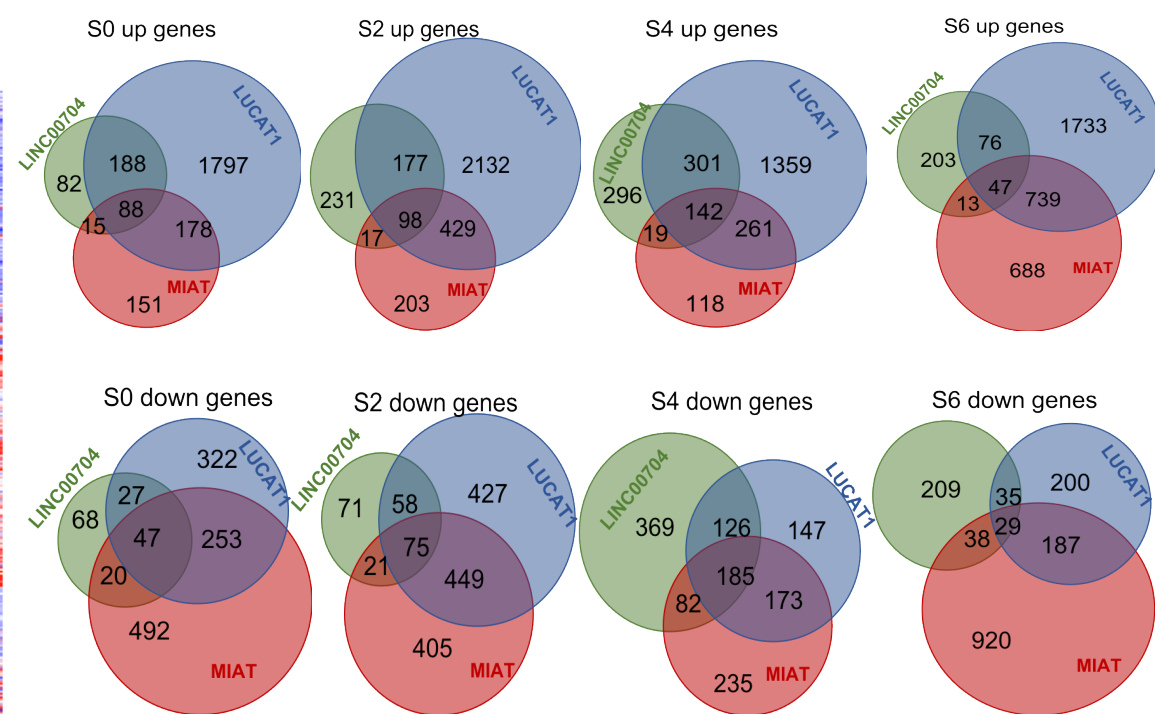 S0 up genes
LINC00704
LUCAT1
188
1797
82
88
15
178
MIAT
151
S2 up genes
LUCAT1
177
2132
231
98
17
429
MIAT
203
S4 up genes
LINC00704
LUCAT1
301
1359
296
142
19
261
MIAT
118
S6 up genes
LINC00704
LUCAT1
1733
76
203
47
13
739
688
MIAT
S0 down genes
LINC00704
LUCAT1
322
27
68
47
253
20
492
MIAT
S2 down genes
LINC00704
LUCAT1
427
71
58
75
21
449
405
MIAT
S4 down genes
LINC00704
LUCAT1
369
126
147
185
82
173
235
MIAT
S6 down genes
LUCAT1
209
35
200
29
38
187
920
MIAT